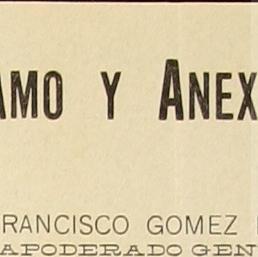 AMO Y ANEX
FRANCISCO GOMEZ
APODERADO GEN